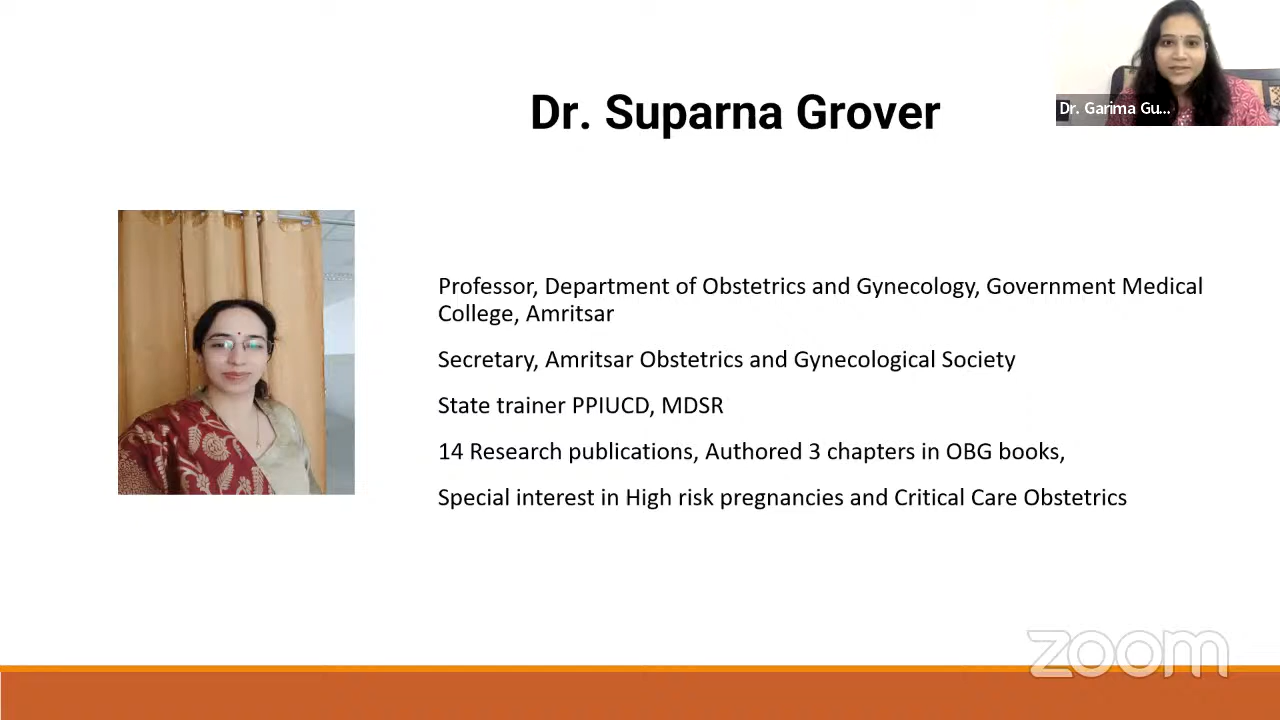 Dr. Suparna Grover
Dr. Garima Gu...
Professor, Department of Obstetrics and Gynecology, Government Medical
College, Amritsar
Secretary, Amritsar Obstetrics and Gynecological Society
State trainer PPIUCD, MDSR
14 Research publications, Authored 3 chapters in OBG books,
Special interest in High risk pregnancies and Critical Care Obstetrics
zoom